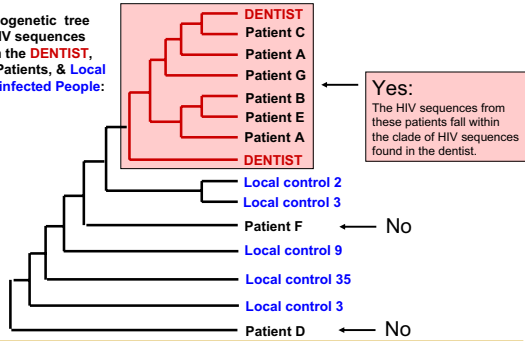 ogenetic tree
IV sequences
the DENTIST,
Patients, & Local
infected People:
DENTIST
Patient C
Patient A
Patient G
Patient B
Patient E
Patient A
DENTIST
Local control 2
Local control 3
Patient F
Local control 9
Local control 35
Local control 3
Patient D
Yes:
The HIV sequences from
these patients fall within
the clade of HIV sequences
found in the dentist.
No
No